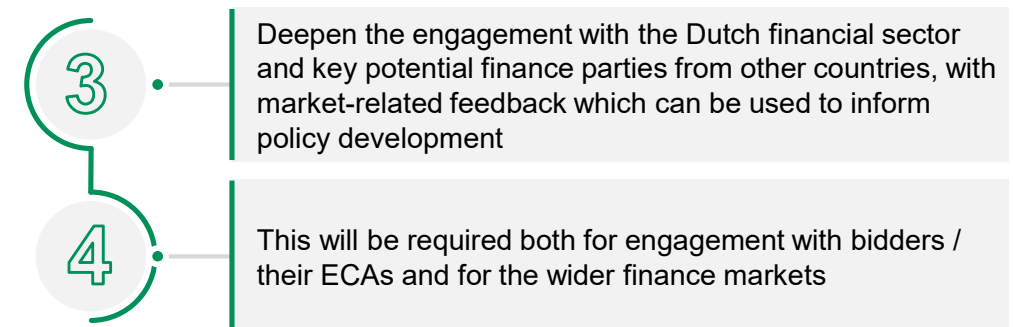 3
Deepen the engagement with the Dutch financial sector
and key potential finance parties from other countries, with
market-related feedback which can be used to inform
policy development
4
This will be required both for engagement with bidders /
their ECAs and for the wider finance markets